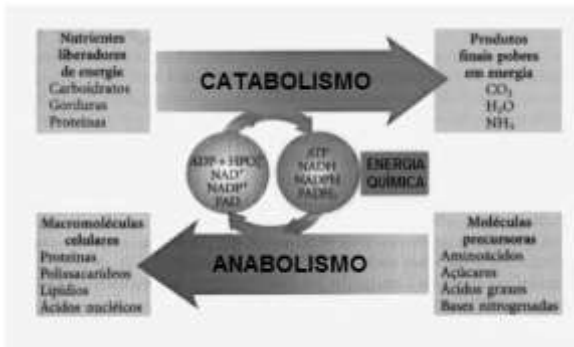 Nutrientes
liberadores
de energia
Carboidratos
Gorduras
Proteínas
CATABOLISMO
Produtos
finais pobres
em energia
CO₂
H₂O
NH₃
ADP + HPO₄²⁻
NAD⁺
NADP⁺
FAD
ATP
NADH
NADPH
FADH₂
ENERGIA
QUÍMICA
Macromoléculas
celulares
Proteínas
Polissacarídeos
Lipídios
Ácidos nucléicos
ANABOLISMO
Moléculas
precursoras
Aminoácidos
Açúcares
Ácidos graxos
Bases nitrogenadas